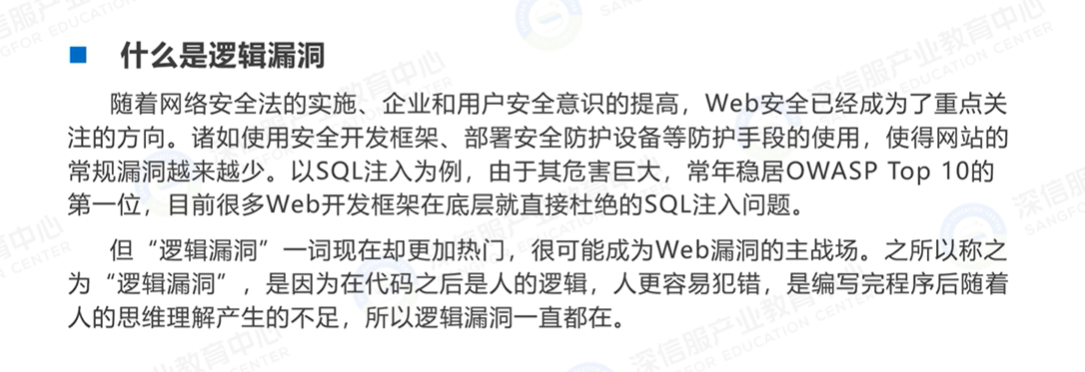 什么是逻辑漏洞
随着网络安全法的实施、企业和用户安全意识的提高，Web安全已经成为了重点关
注的方向。诸如使用安全开发框架、部署安全防护设备等防护手段的使用，使得网站的
常规漏洞越来越少。以SQL注入为例，由于其危害巨大，常年稳居OWASP Top 10的
第一位，目前很多Web开发框架在底层就直接杜绝的SQL注入问题。
但“逻辑漏洞”一词现在却更加热门，很可能成为Web漏洞的主战场。之所以称之
为“逻辑漏洞”，是因为在代码之后是人的逻辑，人更容易犯错，是编写完程序后随着
人的思维理解产生的不足，所以逻辑漏洞一直都在。
深信服产业教育中心
SANGFOR EDUCATION CENTER